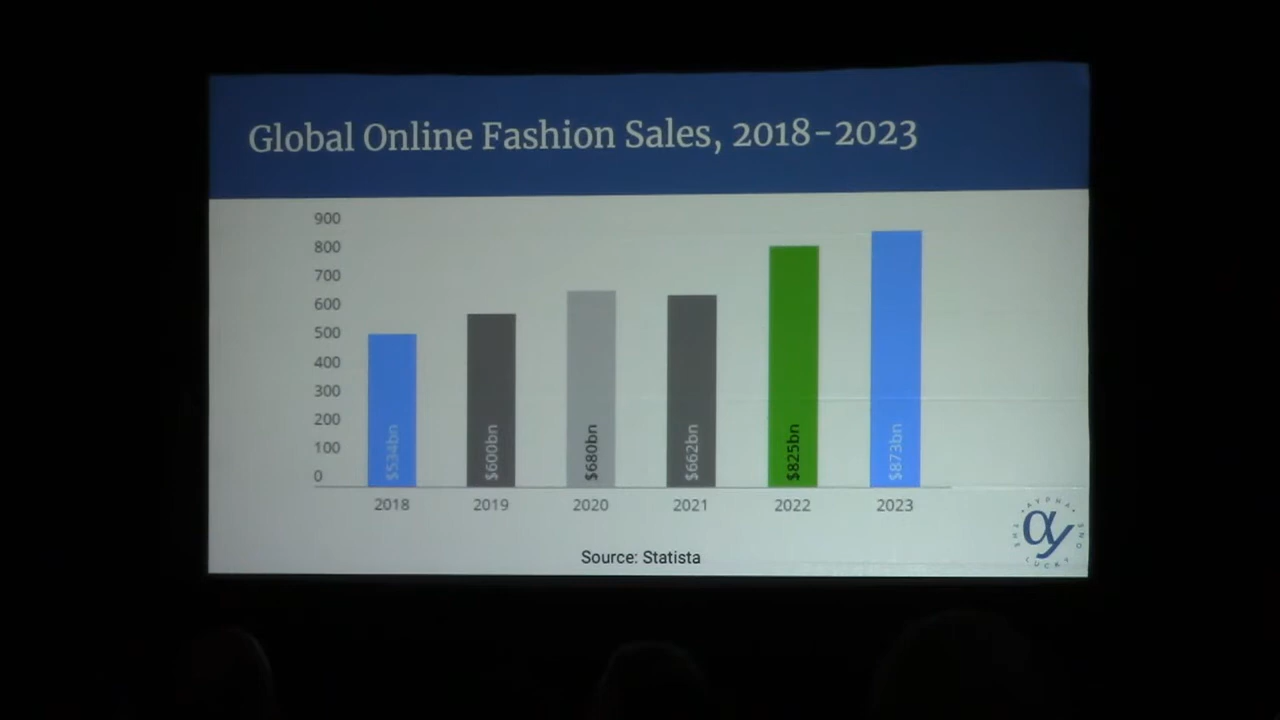 Global Online Fashion Sales, 2018-2023
900
800
700
600
500
400
300
200
100
0
$534bn
$600bn
$680bn
$662bn
$825bn
$873bn
2018
2019
2020
2021
2022
2023
Source: Statista